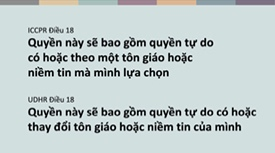 ICCPR Điều 18
Quyền này sẽ bao gồm quyền tự do
có hoặc theo một tôn giáo hoặc
niềm tin mà mình lựa chọn
UDHR Điều 18
Quyền này sẽ bao gồm quyền tự do có hoặc
thay đổi tôn giáo hoặc niềm tin của mình